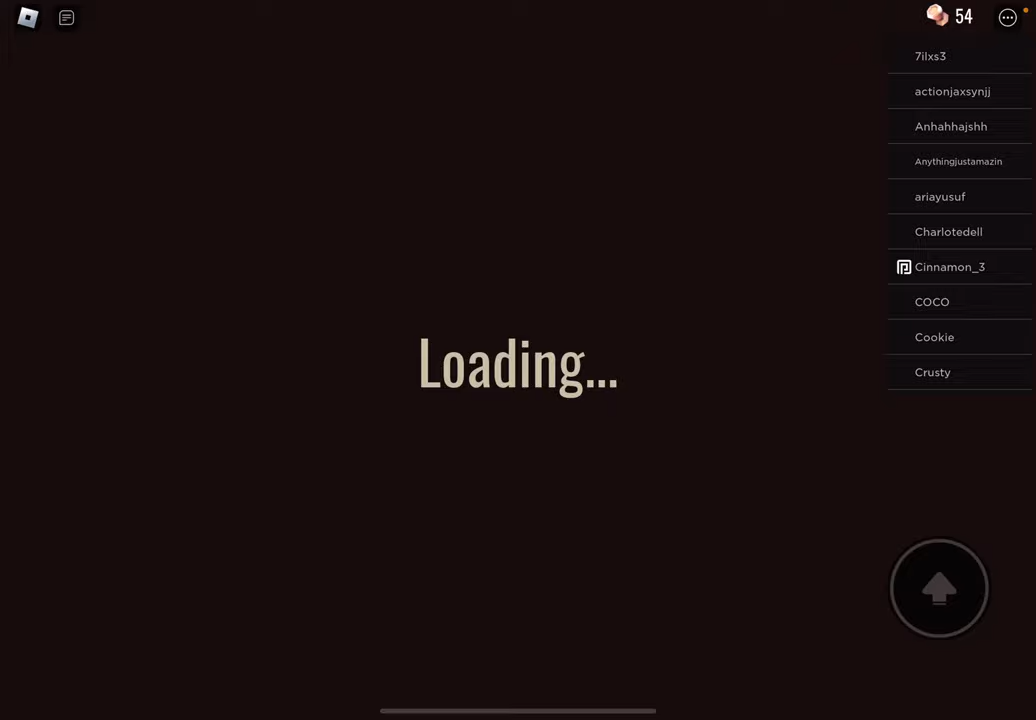 54
7ilxs3
actionjaxsynjj
Anhahhajshh
Anythingjustamazin
ariayusuf
Charlotedell
Cinnamon_3
COCO
Loading...
Cookie
Crusty